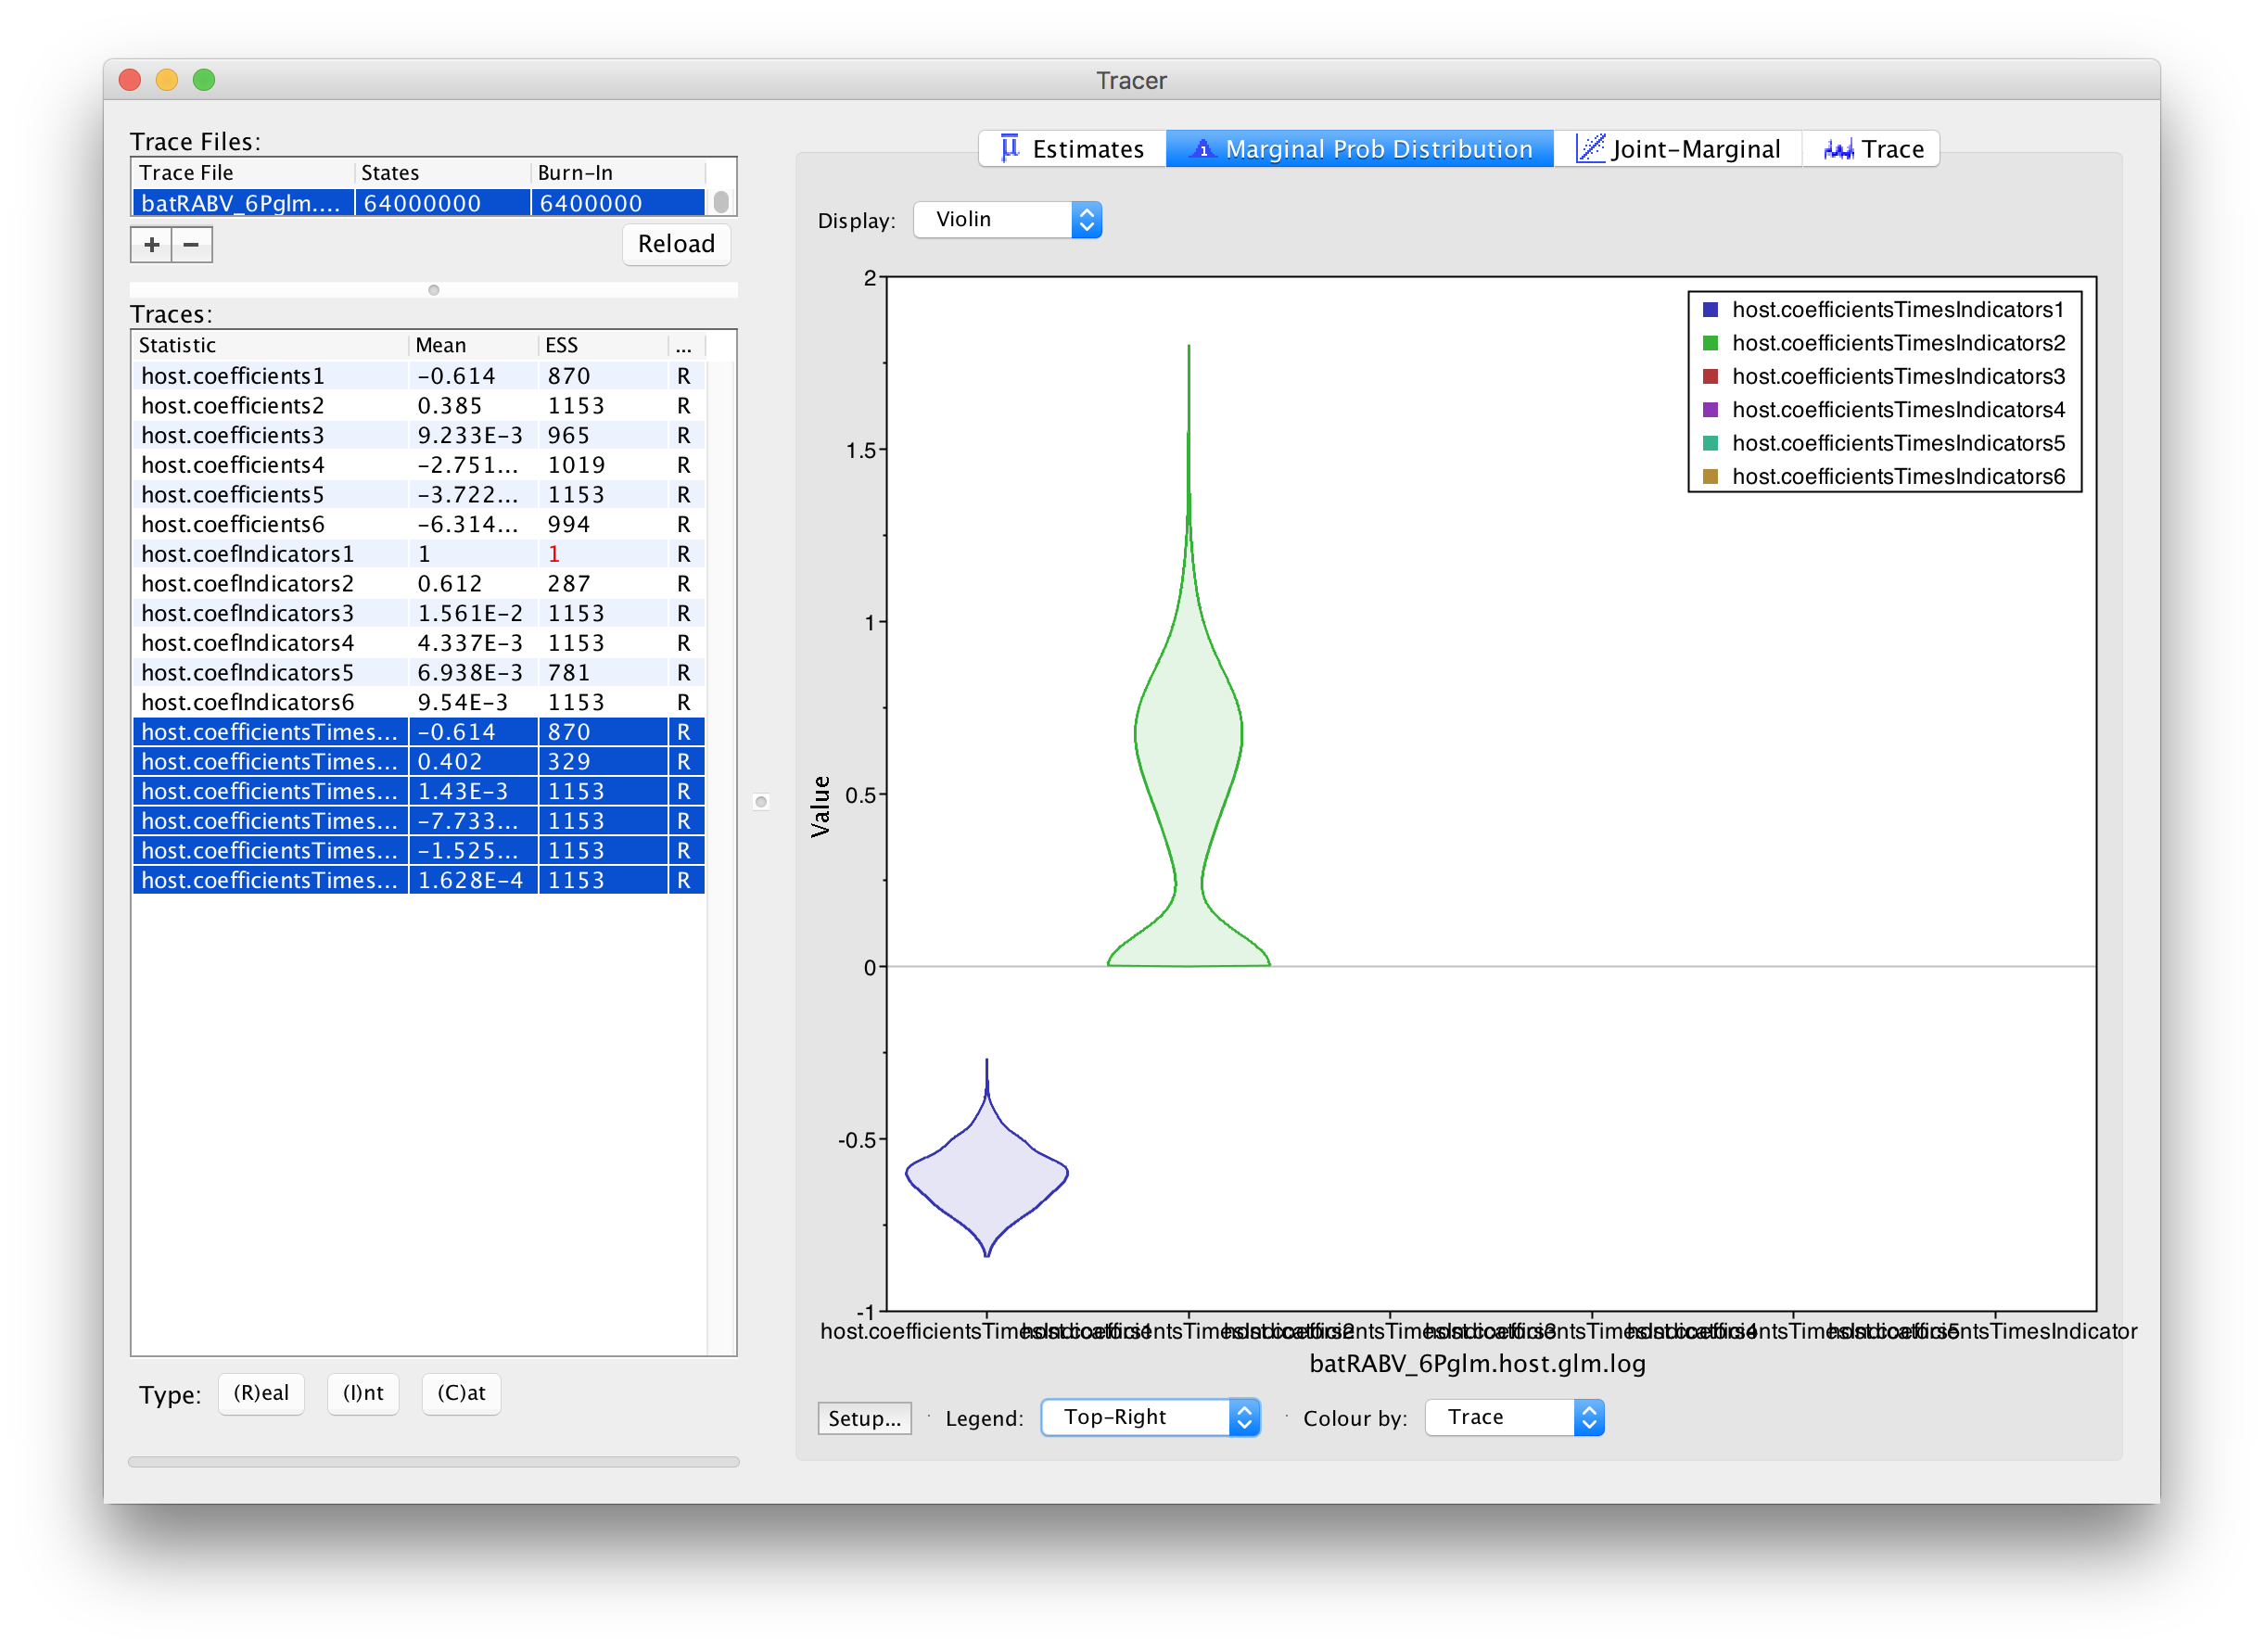 Tracer
Trace Files:
Trace File States Burn-In
batRABV_6Pglm.... 64000000 6400000
+ − Reload
Traces:
Statistic Mean ESS ...
host.coefficients1 -0.614 870 R
host.coefficients2 0.385 1153 R
host.coefficients3 9.233E-3 965 R
host.coefficients4 -2.751... 1019 R
host.coefficients5 -3.722... 1153 R
host.coefficients6 -6.314... 994 R
host.coefIndicators1 1 1 R
host.coefIndicators2 0.612 287 R
host.coefIndicators3 1.561E-2 1153 R
host.coefIndicators4 4.337E-3 1153 R
host.coefIndicators5 6.938E-3 781 R
host.coefIndicators6 9.54E-3 1153 R
host.coefficientsTimes... -0.614 870 R
host.coefficientsTimes... 0.402 329 R
host.coefficientsTimes... 1.43E-3 1153 R
host.coefficientsTimes... -7.733... 1153 R
host.coefficientsTimes... -1.525... 1153 R
host.coefficientsTimes... 1.628E-4 1153 R
Type: (R)eal (I)nt (C)at
Estimates Marginal Prob Distribution Joint-Marginal Trace
Display: Violin
2
1.5
1
0.5
0
-0.5
-1
Value
host.coefficientsTimesIndicators1
host.coefficientsTimesIndicators2
host.coefficientsTimesIndicators3
host.coefficientsTimesIndicators4
host.coefficientsTimesIndicators5
host.coefficientsTimesIndicators6
batRABV_6Pglm.host.glm.log
Setup... Legend: Top-Right Colour by: Trace